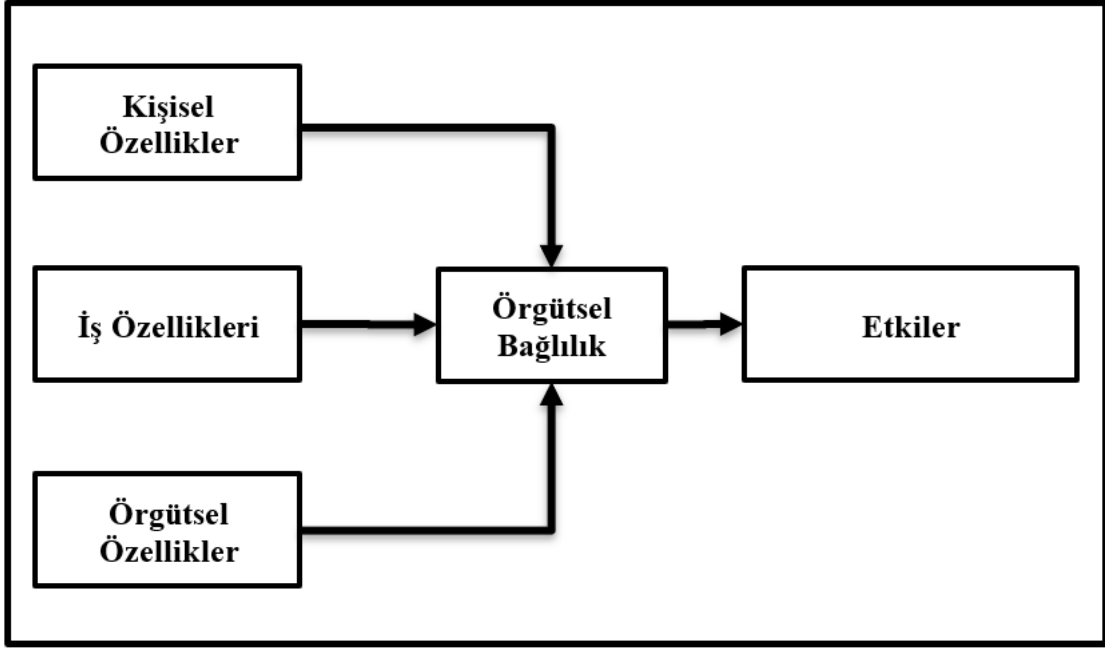 Kişisel
Özellikler
İş Özellikleri
Örgütsel
Bağlılık
Etkiler
Örgütsel
Özellikler